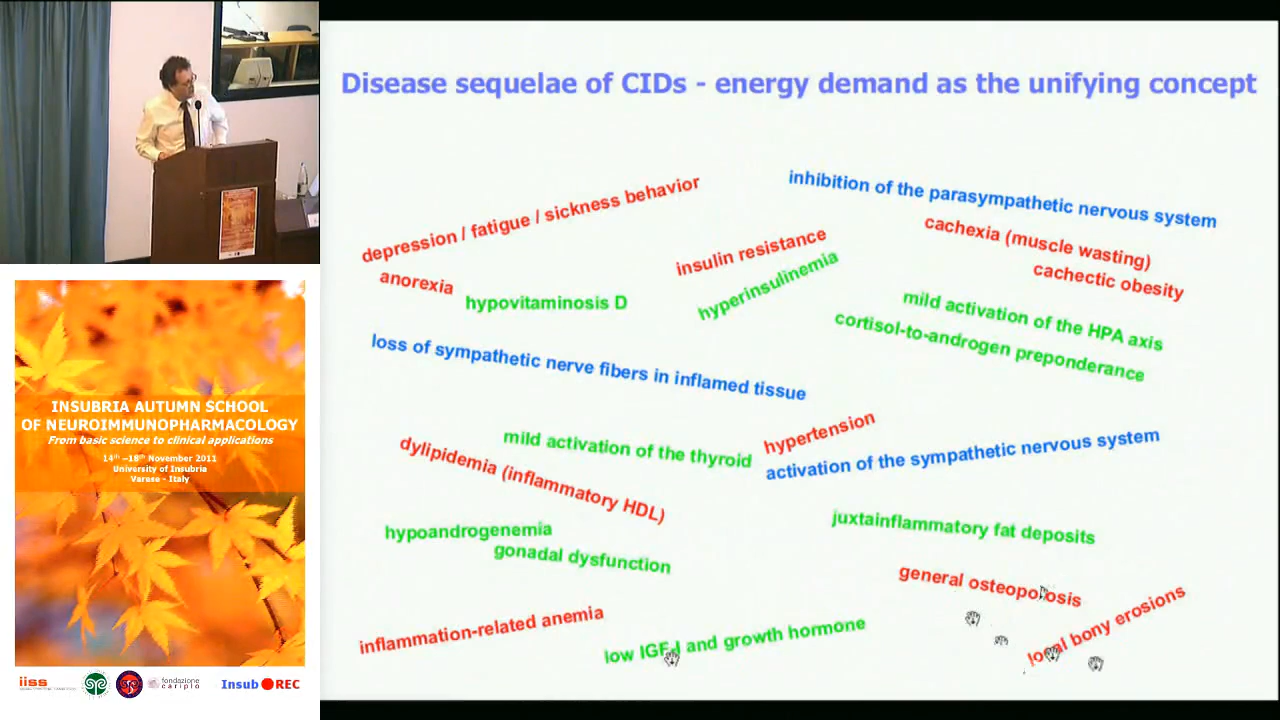 Disease sequelae of CIDs - energy demand as the unifying concept
inhibition of the parasympathetic nervous system
depression / fatigue / sickness behavior
cachexia (muscle wasting)
insulin resistance
cachectic obesity
anorexia
hypovitaminosis D
hyperinsulinemia
mild activation of the HPA axis
cortisol-to-androgen preponderance
loss of sympathetic nerve fibers in inflamed tissue
hypertension
mild activation of the thyroid
activation of the sympathetic nervous system
dylipidemia (inflammatory HDL)
juxtainflammatory fat deposits
hypoandrogenemia
gonadal dysfunction
general osteoporosis
local bony erosions
inflammation-related anemia
low IGF-I and growth hormone
INSUBRIA AUTUMN SCHOOL
OF NEUROIMMUNOPHARMACOLOGY
From basic science to clinical applications
14th –18th November 2011
University of Insubria
Varese - Italy
iiss
fondazione
cariplo
Insub REC